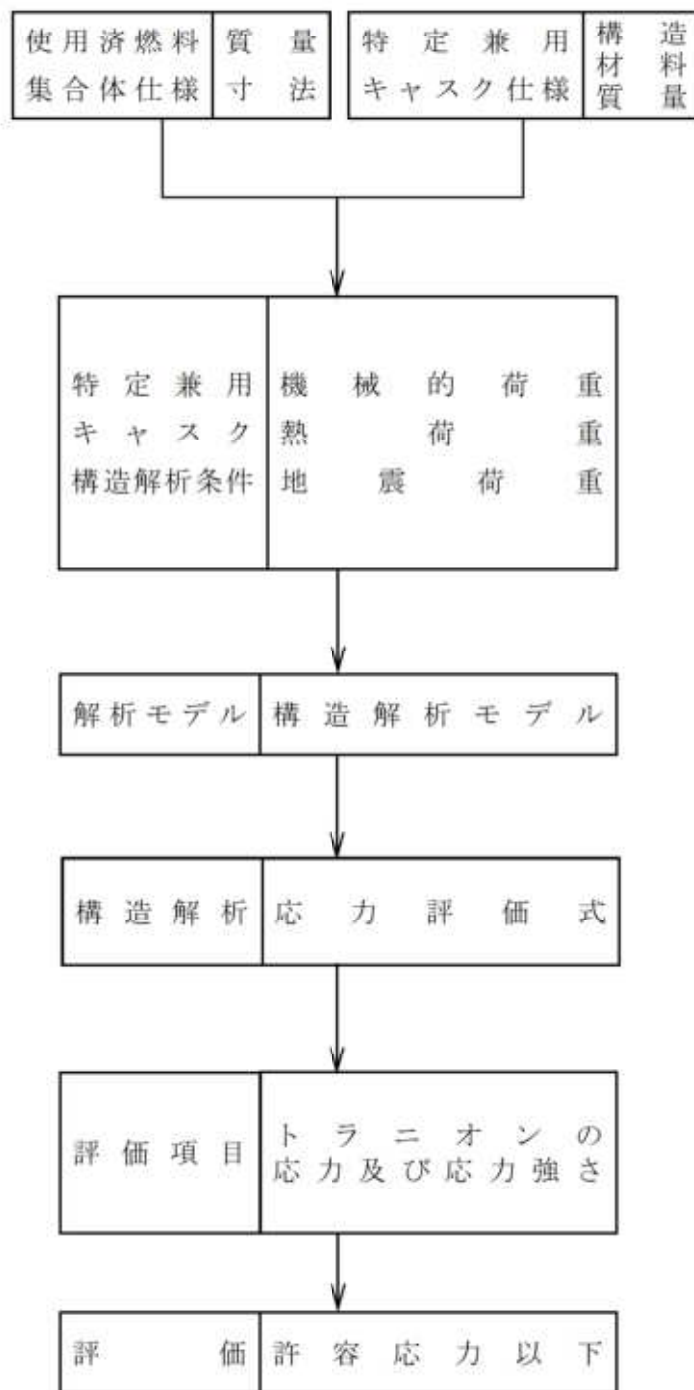 使用済燃料
集合体仕様
質量
寸法
特定兼用
キャスク仕様
構造
材料
質量
特定兼用
キャスク
構造解析条件
機械的荷重
熱荷重
地震荷重
解析モデル
構造解析モデル
構造解析
応力評価式
評価項目
トラニオンの
応力及び応力強さ
評価
許容応力以下